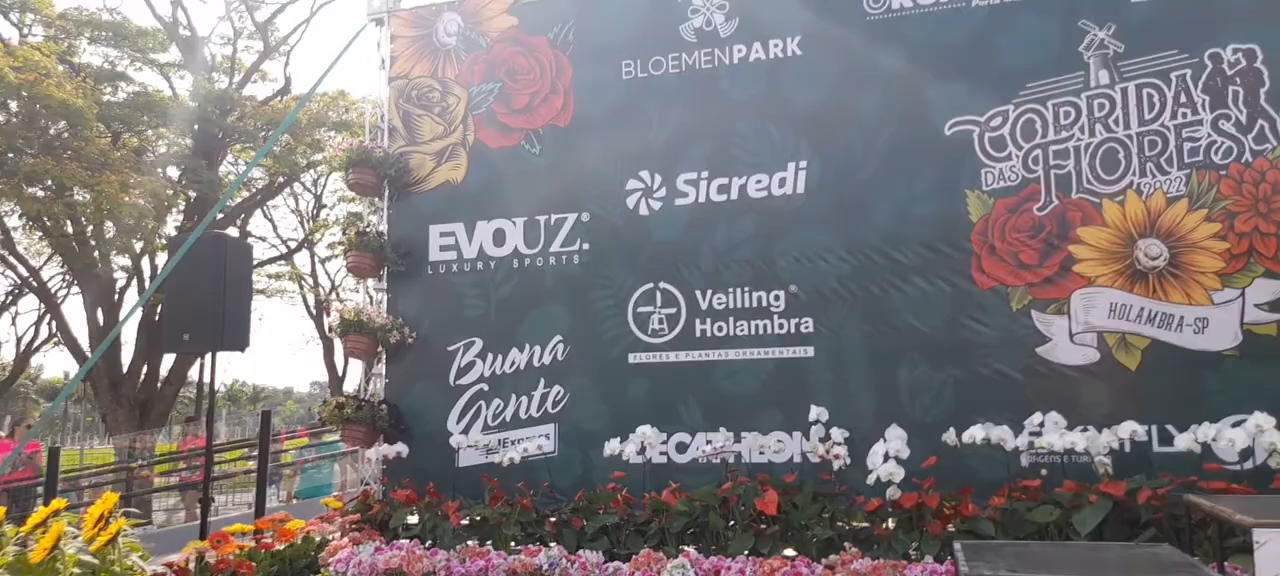 BLOEMENPARK
CORRIDA
DAS FLORES
2022
HOLAMBRA-SP
Sicredi
EVOUZ®.
LUXURY SPORTS
Veiling®
Holambra
FLORES E PLANTAS ORNAMENTAIS
Buona
Gente
Express
DECATHLON